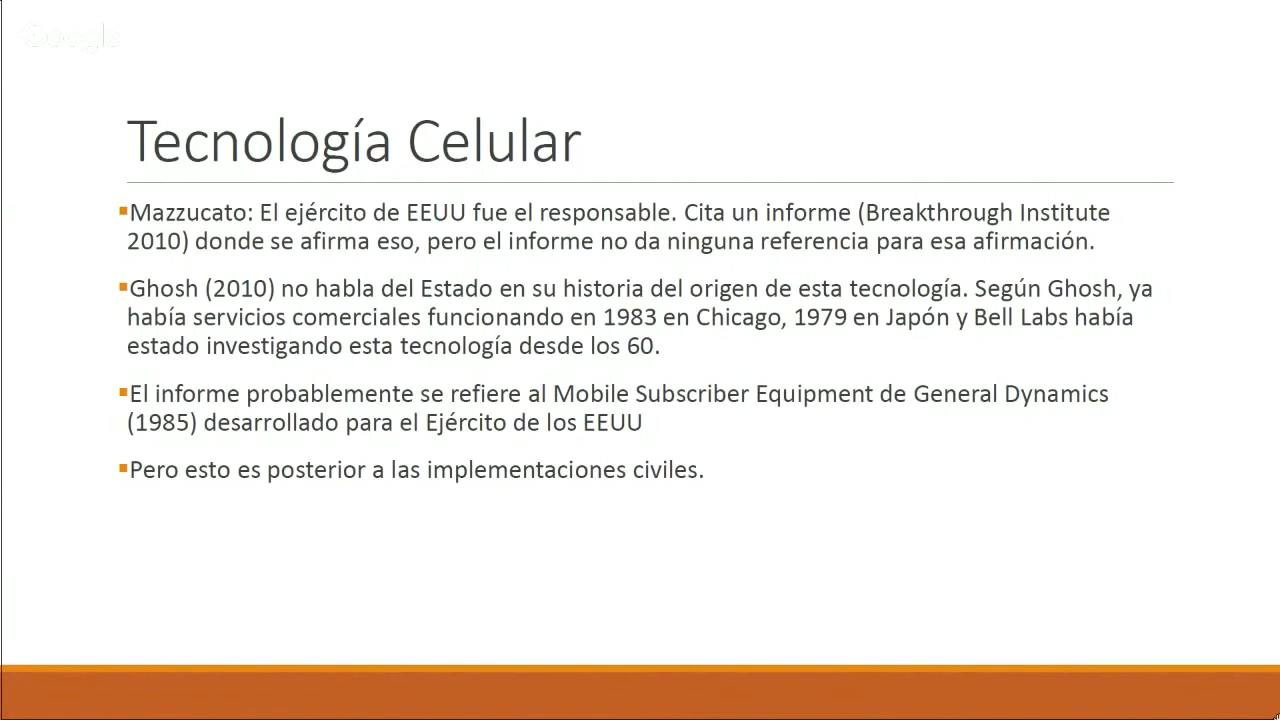 Google
Tecnología Celular
▪Mazzucato: El ejército de EEUU fue el responsable. Cita un informe (Breakthrough Institute
2010) donde se afirma eso, pero el informe no da ninguna referencia para esa afirmación.
▪Ghosh (2010) no habla del Estado en su historia del origen de esta tecnología. Según Ghosh, ya
había servicios comerciales funcionando en 1983 en Chicago, 1979 en Japón y Bell Labs había
estado investigando esta tecnología desde los 60.
▪El informe probablemente se refiere al Mobile Subscriber Equipment de General Dynamics
(1985) desarrollado para el Ejército de los EEUU
▪Pero esto es posterior a las implementaciones civiles.